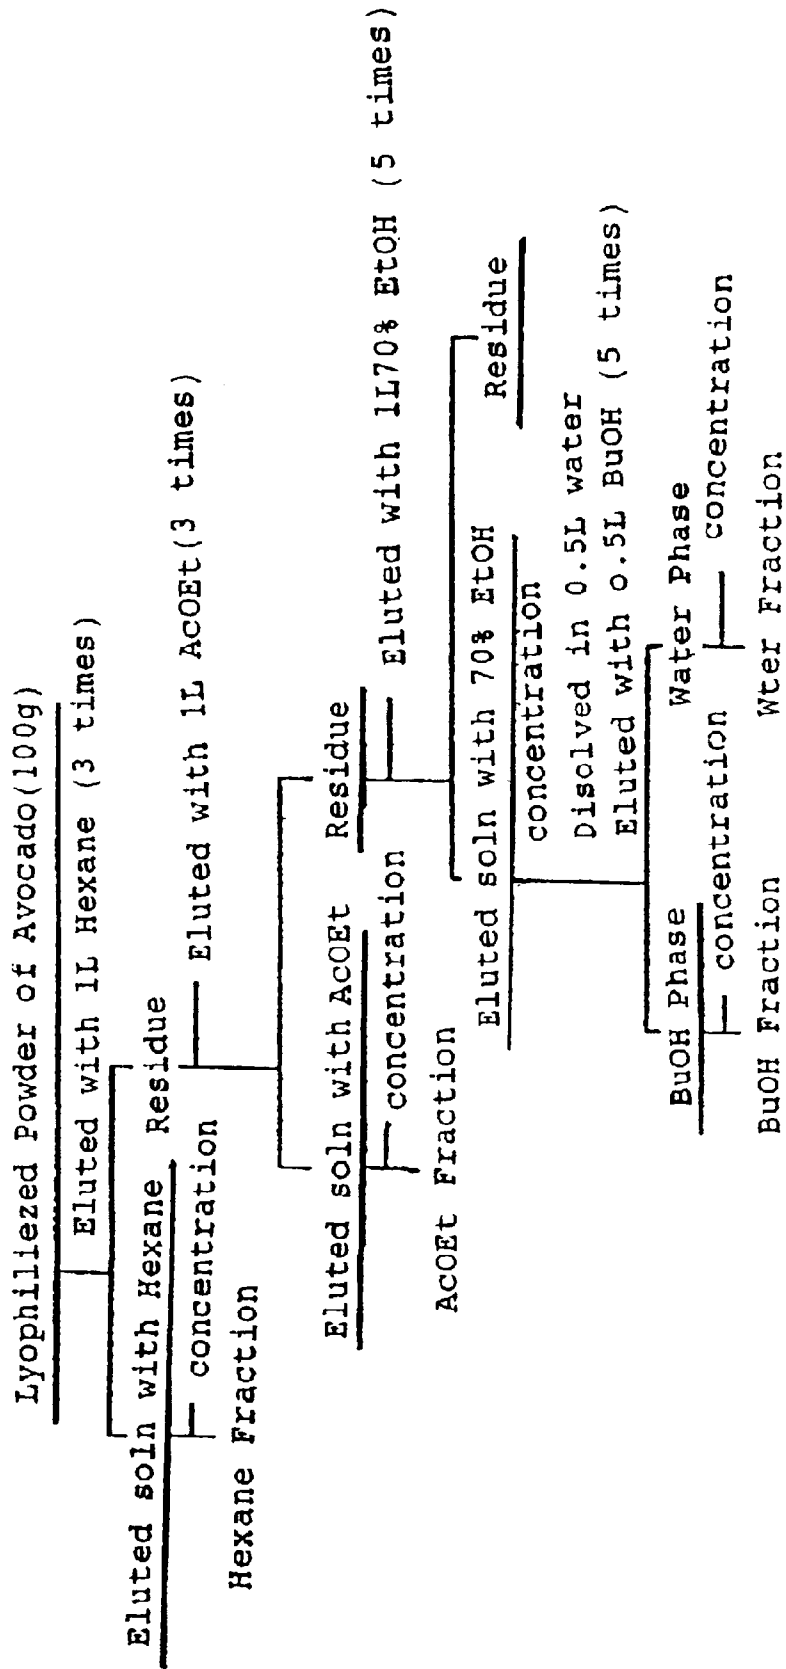 Lyophiliezed Powder of Avocado(100g)
Eluted with 1L Hexane (3 times)
Eluted soln with Hexane
Residue
concentration
Eluted with 1L AcOEt(3 times)
Hexane Fraction
Eluted soln with AcOEt
Residue
concentration
Eluted with 1L70% EtOH (5 times)
AcOEt Fraction
Eluted soln with 70% EtOH
Residue
concentration
Disolved in 0.5L water
Eluted with o.5L BuOH (5 times)
BuOH Phase
Water Phase
concentration
concentration
BuOH Fraction
Wter Fraction